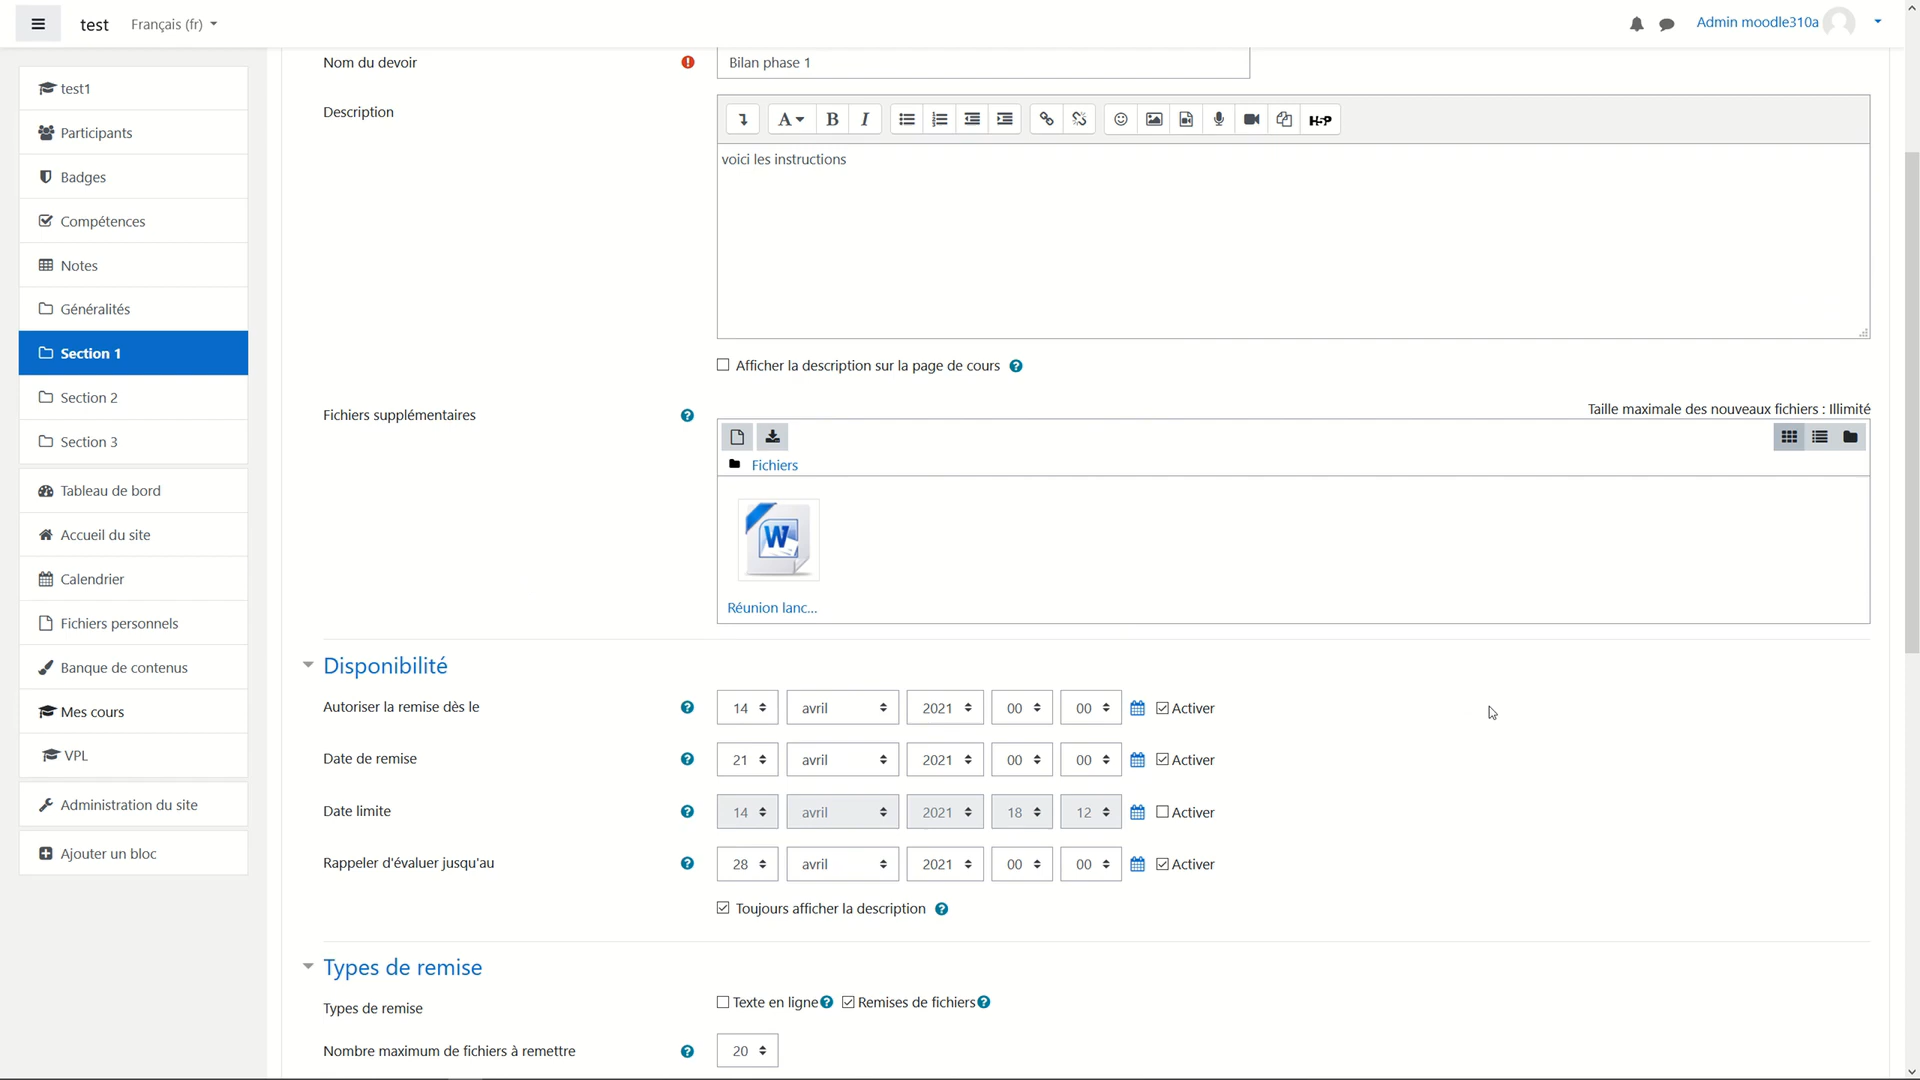 test Français (fr) Admin moodle310a
test1
Participants
Badges
Compétences
Notes
Généralités
Section 1
Section 2
Section 3
Tableau de bord
Accueil du site
Calendrier
Fichiers personnels
Banque de contenus
Mes cours
VPL
Administration du site
Ajouter un bloc
Nom du devoir Bilan phase 1
Description
A B I H5P
voici les instructions
Afficher la description sur la page de cours
Fichiers supplémentaires
Taille maximale des nouveaux fichiers : Illimité
Fichiers
W
Réunion lanc...
Disponibilité
Autoriser la remise dès le 14 avril 2021 00 00 Activer
Date de remise 21 avril 2021 00 00 Activer
Date limite 14 avril 2021 18 12 Activer
Rappeler d'évaluer jusqu'au 28 avril 2021 00 00 Activer
Toujours afficher la description
Types de remise
Types de remise Texte en ligne Remises de fichiers
Nombre maximum de fichiers à remettre 20